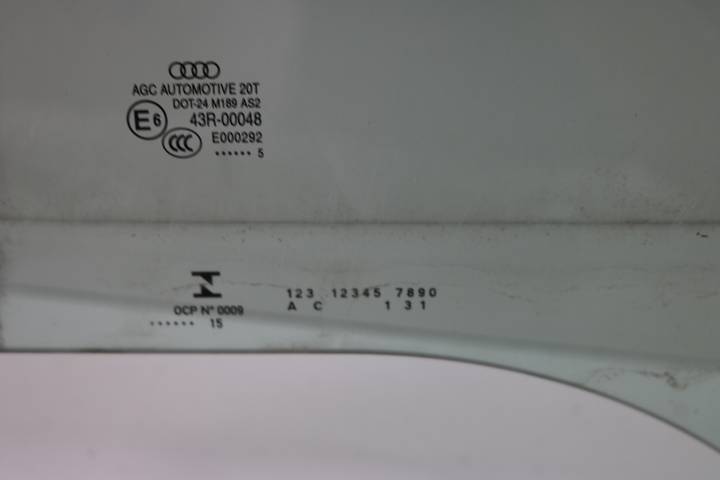 AGC AUTOMOTIVE 20T
DOT-24 M189 AS2
E6 43R-00048
CCC E000292
...... 5
OCP Nº 0009
...... 15
123 12345 7890
A C 1 3 1